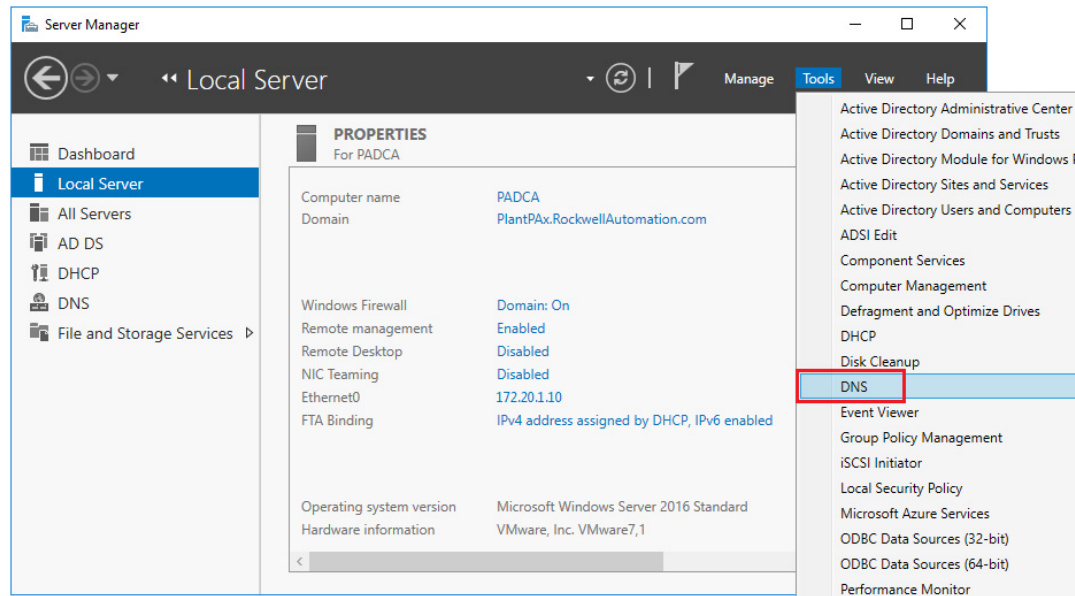 Server Manager
Local Server
Manage Tools View Help
Dashboard
Local Server
All Servers
AD DS
DHCP
DNS
File and Storage Services
PROPERTIES
For PADCA
Computer name PADCA
Domain PlantPAx.RockwellAutomation.com
Windows Firewall Domain: On
Remote management Enabled
Remote Desktop Disabled
NIC Teaming Disabled
Ethernet0 172.20.1.10
FTA Binding IPv4 address assigned by DHCP, IPv6 enabled
Operating system version Microsoft Windows Server 2016 Standard
Hardware information VMware, Inc. VMware7,1
Active Directory Administrative Center
Active Directory Domains and Trusts
Active Directory Module for Windows
Active Directory Sites and Services
Active Directory Users and Computers
ADSI Edit
Component Services
Computer Management
Defragment and Optimize Drives
DHCP
Disk Cleanup
DNS
Event Viewer
Group Policy Management
iSCSI Initiator
Local Security Policy
Microsoft Azure Services
ODBC Data Sources (32-bit)
ODBC Data Sources (64-bit)
Performance Monitor